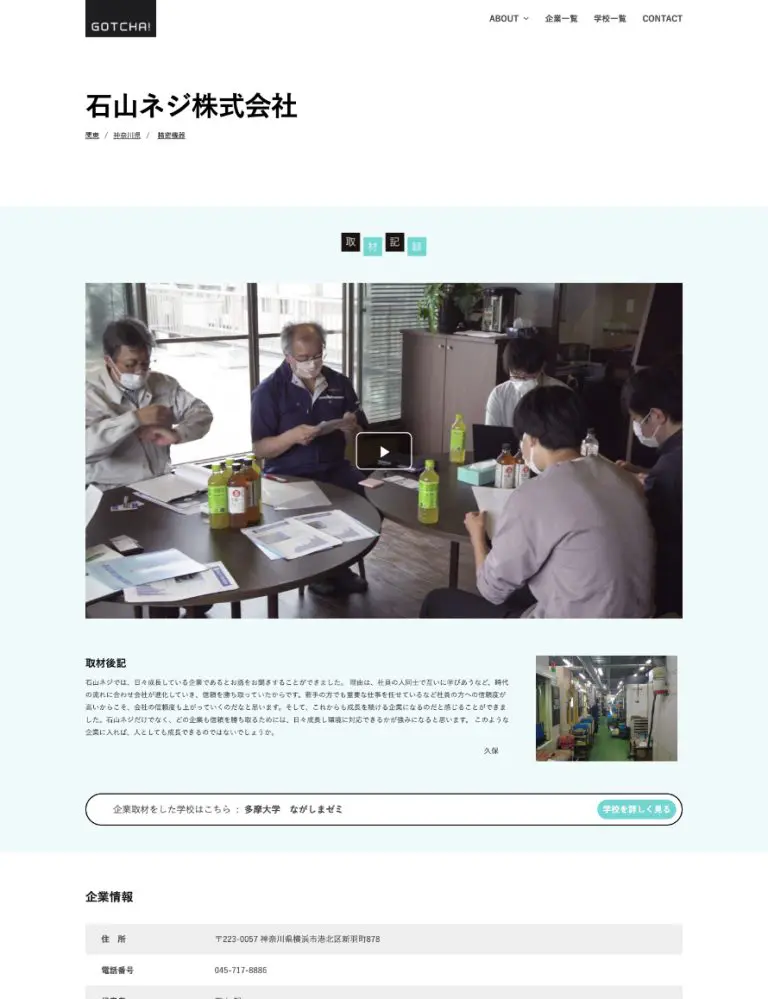 GOTCHA!
ABOUT 企業一覧 学校一覧 CONTACT
石山ネジ株式会社
関東 / 神奈川県 / 精密機器
取材記録
取材後記
石山ネジでは、日々成長している企業であるとお話をお聞きすることができました。 理由は、社員の人同士で互いに学びあうなど、時代
の流れに合わせ会社が進化していき、信頼を勝ち取っていたからです。若手の方でも重要な仕事を任せているなど社員の方への信頼度が
高いからこそ、会社の信頼度も上がっていくのだなと思います。そして、これからも成長を続ける企業になるのだと感じることができま
した。石山ネジだけでなく、どの企業も信頼を勝ち取るためには、日々成長し環境に対応できるかが強みになると思います。 このような
企業に入れば、人としても成長できるのではないでしょうか。
久保
企業取材をした学校はこちら : 多摩大学 ながしまゼミ
学校を詳しく見る
企業情報
住 所 〒223-0057 神奈川県横浜市港北区新羽町878
電話番号 045-717-8886